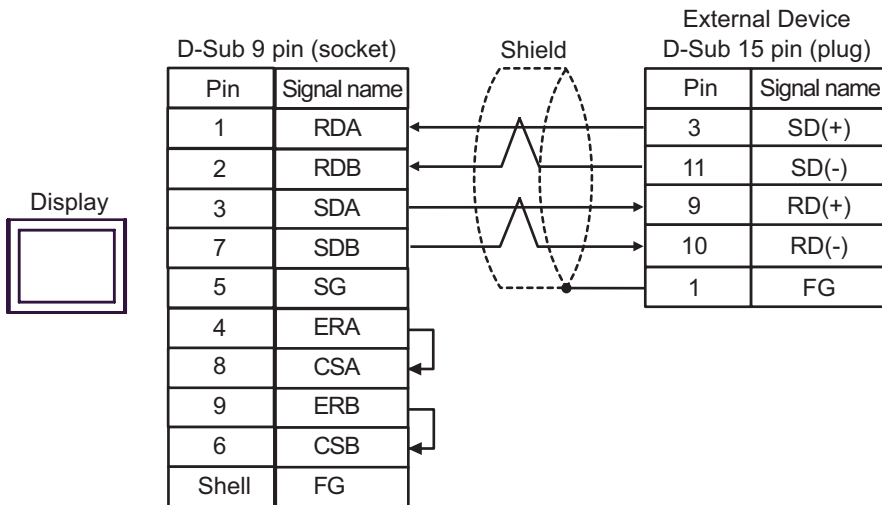 External Device
D-Sub 9 pin (socket) Shield D-Sub 15 pin (plug)
Pin Signal name Pin Signal name
1 RDA 3 SD(+)
2 RDB 11 SD(-)
Display 3 SDA 9 RD(+)
7 SDB 10 RD(-)
5 SG 1 FG
4 ERA
8 CSA
9 ERB
6 CSB
Shell FG